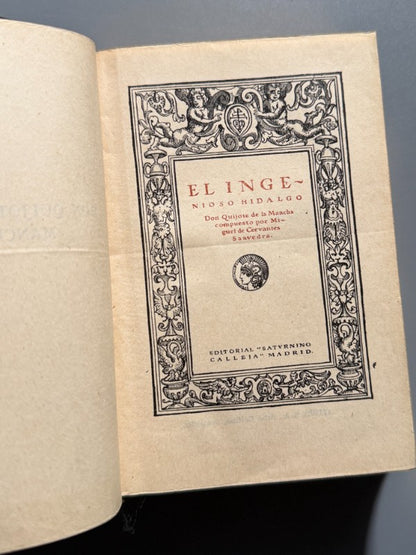 EL INGE-
NIOSO HIDALGO
Don Quijote de la Mancha
compuesto por Mi-
guel de Cervantes
Saavedra.
EDITORIAL "SATVRNINO
CALLEJA" MADRID.